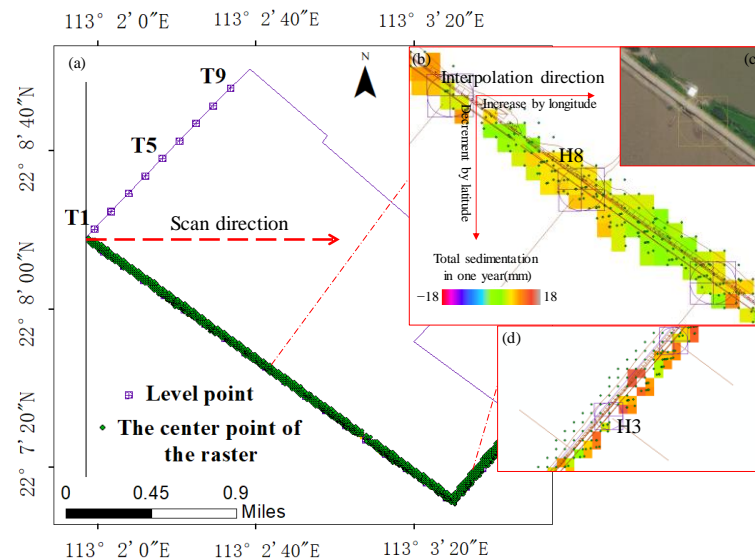 113° 2′ 0″E
113° 2′ 40″E
113° 3′ 20″E
(a)
N
T9
T5
T1
Scan direction
22° 8′ 40″N
22° 8′ 00″N
22° 7′ 20″N
Level point
The center point of
the raster
0
0.45
0.9
Miles
113° 2′ 0″E
113° 2′ 40″E
113° 3′ 20″E
(b)
Interpolation direction
Increase by longitude
Decrement by latitude
H8
Total sedimentation
in one year(mm)
−18
18
(c
(d)
H3